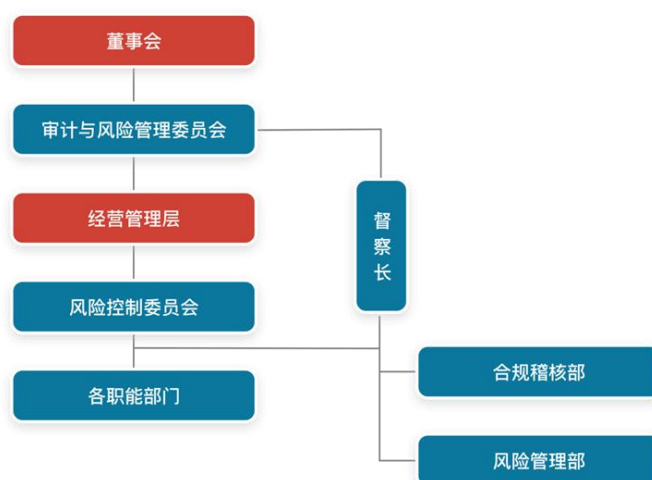 董事会
审计与风险管理委员会
经营管理层
督察长
风险控制委员会
合规稽核部
各职能部门
风险管理部